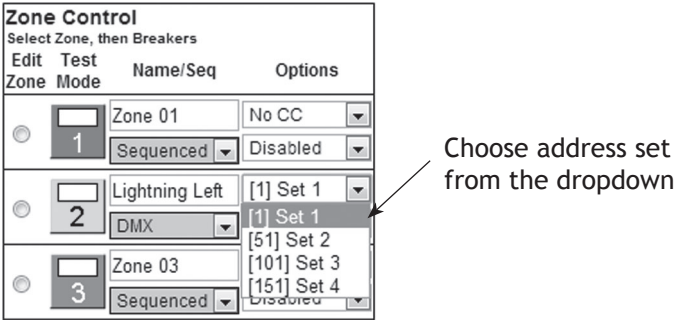 Zone Control
Select Zone, then Breakers
Edit Zone Test Mode Name/Seq Options
1 Zone 01 No CC
Sequenced Disabled
2 Lightning Left [1] Set 1
DMX [1] Set 1
[51] Set 2
3 Zone 03 [101] Set 3
Sequenced [151] Set 4
Disabled
Choose address set
from the dropdown